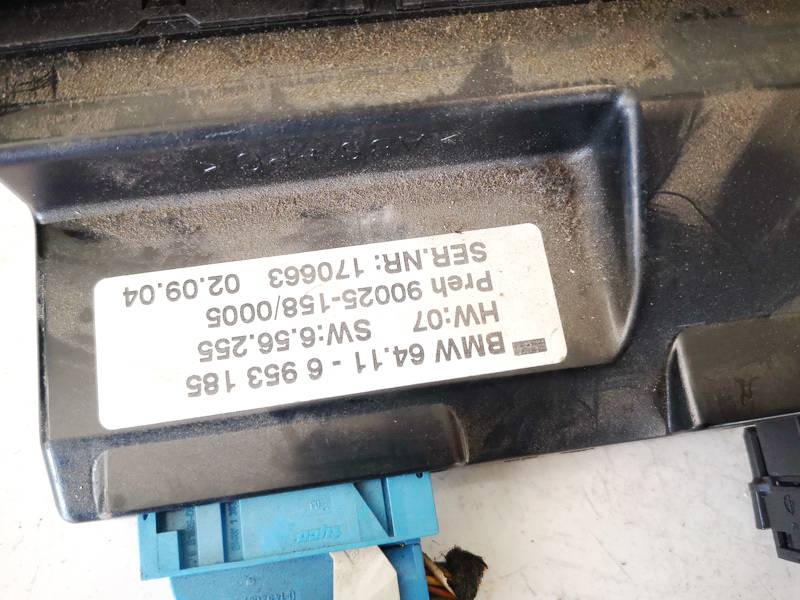 BMW 64.11 - 6 953 185
HW:07 SW:6.56.255
Preh 90025-158/0005
SER.NR: 170663 02.09.04